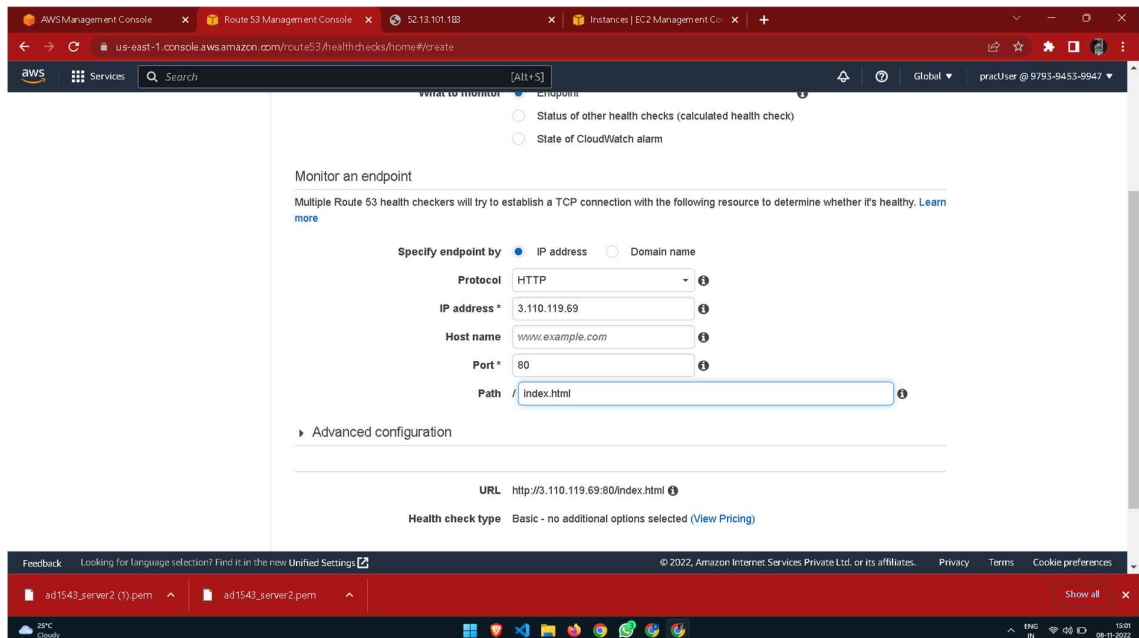 AWS Management Console
Route 53 Management Console
52.13.101.183
Instances | EC2 Management Cor
us-east-1.console.aws.amazon.com/route53/healthchecks/home#/create
aws Services Search [Alt+S] Global pracUser @ 9793-9453-9947
What to monitor Endpoint
Status of other health checks (calculated health check)
State of CloudWatch alarm
Monitor an endpoint
Multiple Route 53 health checkers will try to establish a TCP connection with the following resource to determine whether it's healthy. Learn
more
Specify endpoint by IP address Domain name
Protocol HTTP
IP address * 3.110.119.69
Host name www.example.com
Port * 80
Path / index.html
Advanced configuration
URL http://3.110.119.69:80/index.html
Health check type Basic - no additional options selected (View Pricing)
Feedback Looking for language selection? Find it in the new Unified Settings © 2022, Amazon Internet Services Private Ltd. or its affiliates. Privacy Terms Cookie preferences
ad1543_server2 (1).pem ad1543_server2.pem Show all
25°C
Cloudy
ENG
IN
15:01
08-11-2022